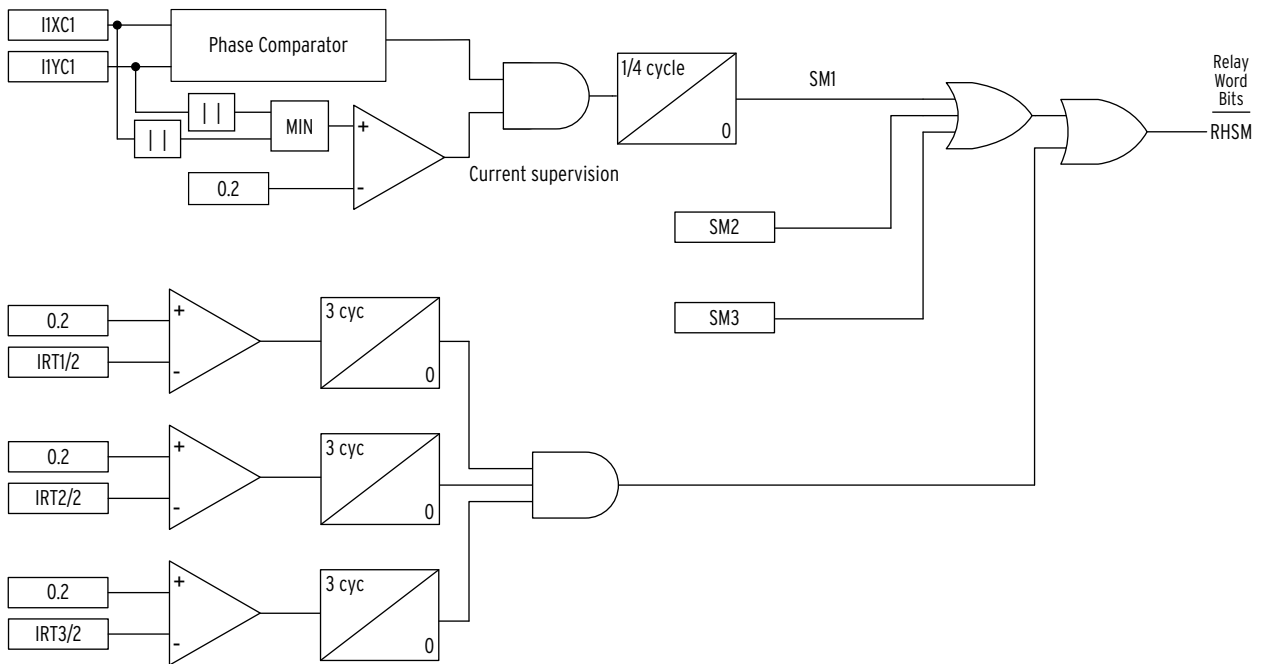 I1XC1
I1YC1
Phase Comparator
| |
| |
MIN
+
-
0.2
Current supervision
1/4 cycle
0
SM1
SM2
SM3
Relay
Word
Bits
RHSM
0.2
IRT1/2
+
-
3 cyc
0
0.2
IRT2/2
+
-
3 cyc
0
0.2
IRT3/2
+
-
3 cyc
0